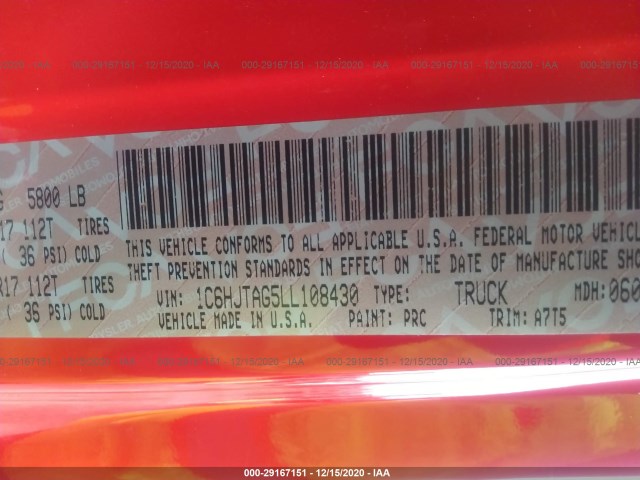 000-29167151 - 12/15/2020 - IAA
G 5800 LB
17 112T TIRES
( 36 PSI) COLD
R17 112T TIRES
( 36 PSI) COLD
THIS VEHICLE CONFORMS TO ALL APPLICABLE U.S.A. FEDERAL MOTOR VEHICL
THEFT PREVENTION STANDARDS IN EFFECT ON THE DATE OF MANUFACTURE SHO
VIN: 1C6HJTAG5LL108430 TYPE: TRUCK MDH: 060
VEHICLE MADE IN U.S.A. PAINT: PRC TRIM: A7T5
000-29167151 - 12/15/2020 - IAA
000-29167151 - 12/15/2020 - IAA